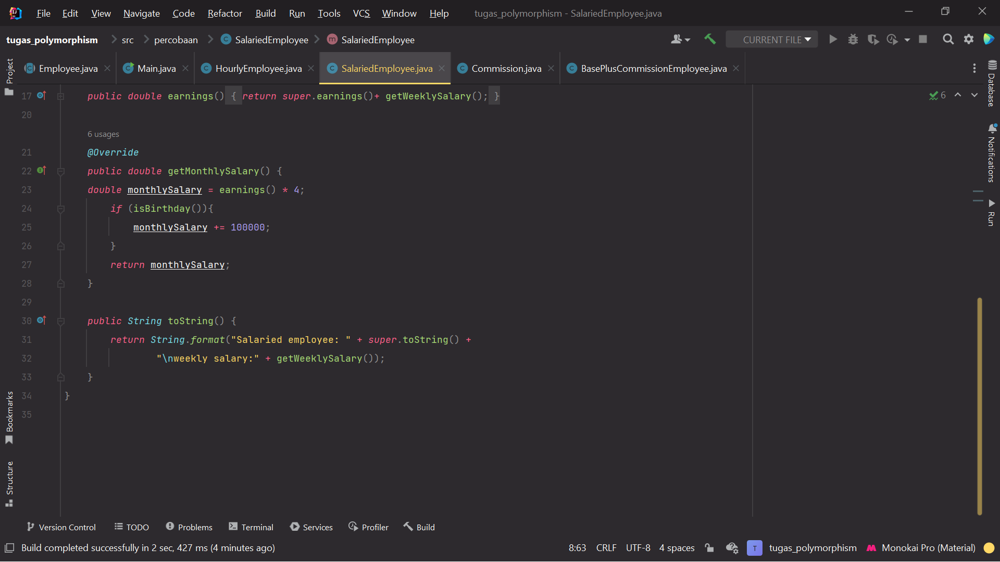 File Edit View Navigate Code Refactor Build Run Tools VCS Window Help tugas_polymorphism - SalariedEmployee.java
tugas_polymorphism src percobaan SalariedEmployee SalariedEmployee CURRENT FILE
Employee.java Main.java HourlyEmployee.java SalariedEmployee.java Commission.java BasePlusCommissionEmployee.java
Project
Database
Notifications
Run
17 public double earnings() { return super.earnings()+ getWeeklySalary(); }
6
20
6 usages
21 @Override
22 public double getMonthlySalary() {
23 double monthlySalary = earnings() * 4;
24 if (isBirthday()){
25 monthlySalary += 100000;
26 }
27 return monthlySalary;
28 }
29
30 public String toString() {
31 return String.format("Salaried employee: " + super.toString() +
32 "\nweekly salary:" + getWeeklySalary());
33 }
34 }
35
Bookmarks
Structure
Version Control TODO Problems Terminal Services Profiler Build
Build completed successfully in 2 sec, 427 ms (4 minutes ago) 8:63 CRLF UTF-8 4 spaces T tugas_polymorphism Monokai Pro (Material)